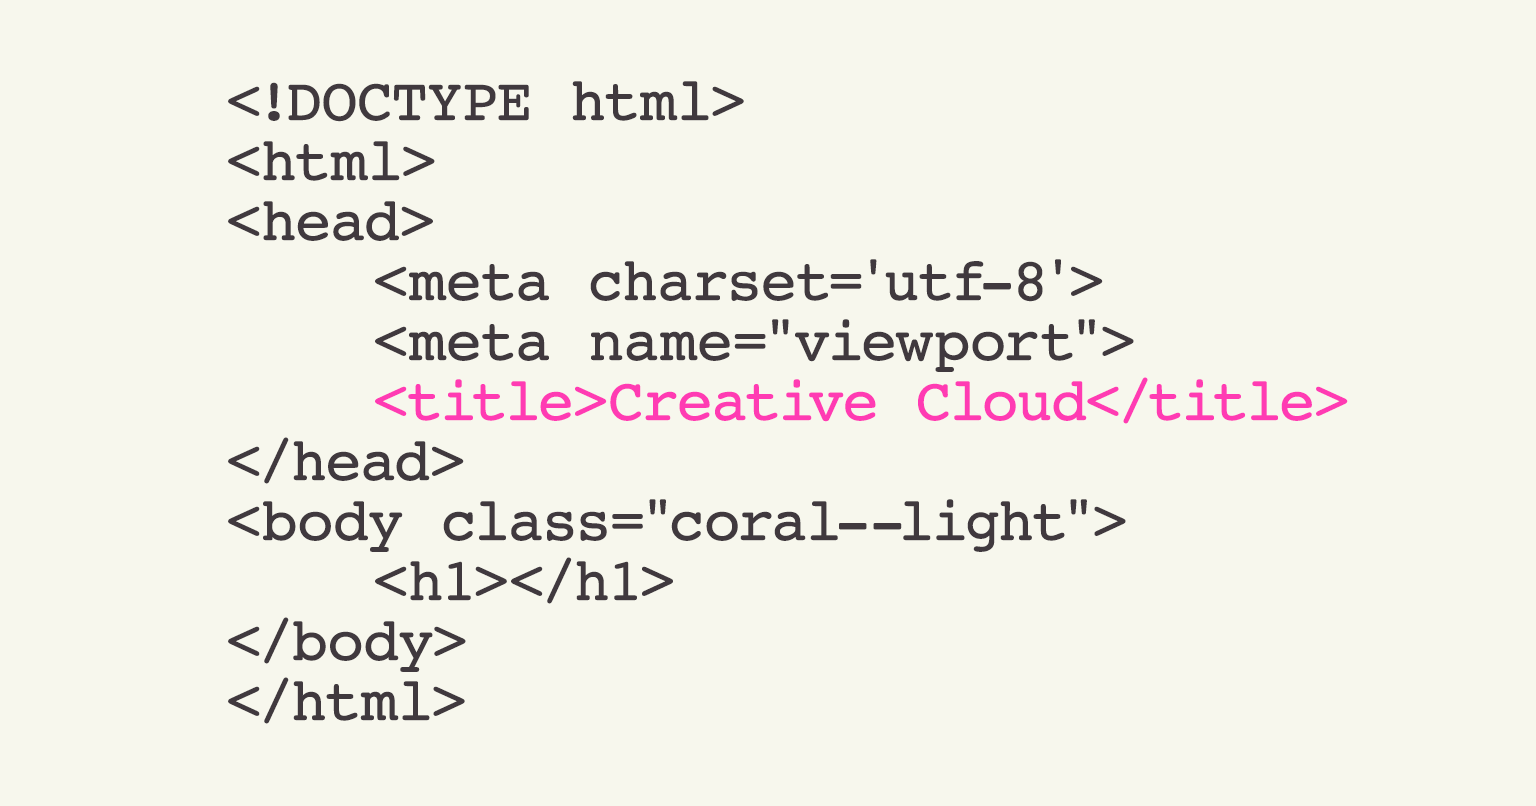 <!DOCTYPE html>
<html>
<head>
<meta charset='utf-8'>
<meta name="viewport">
<title>Creative Cloud</title>
</head>
<body class="coral--light">
<h1></h1>
</body>
</html>